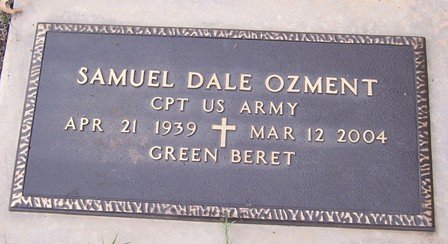 SAMUEL DALE OZMENT
CPT US ARMY
APR 21 1939 MAR 12 2004
GREEN BERET